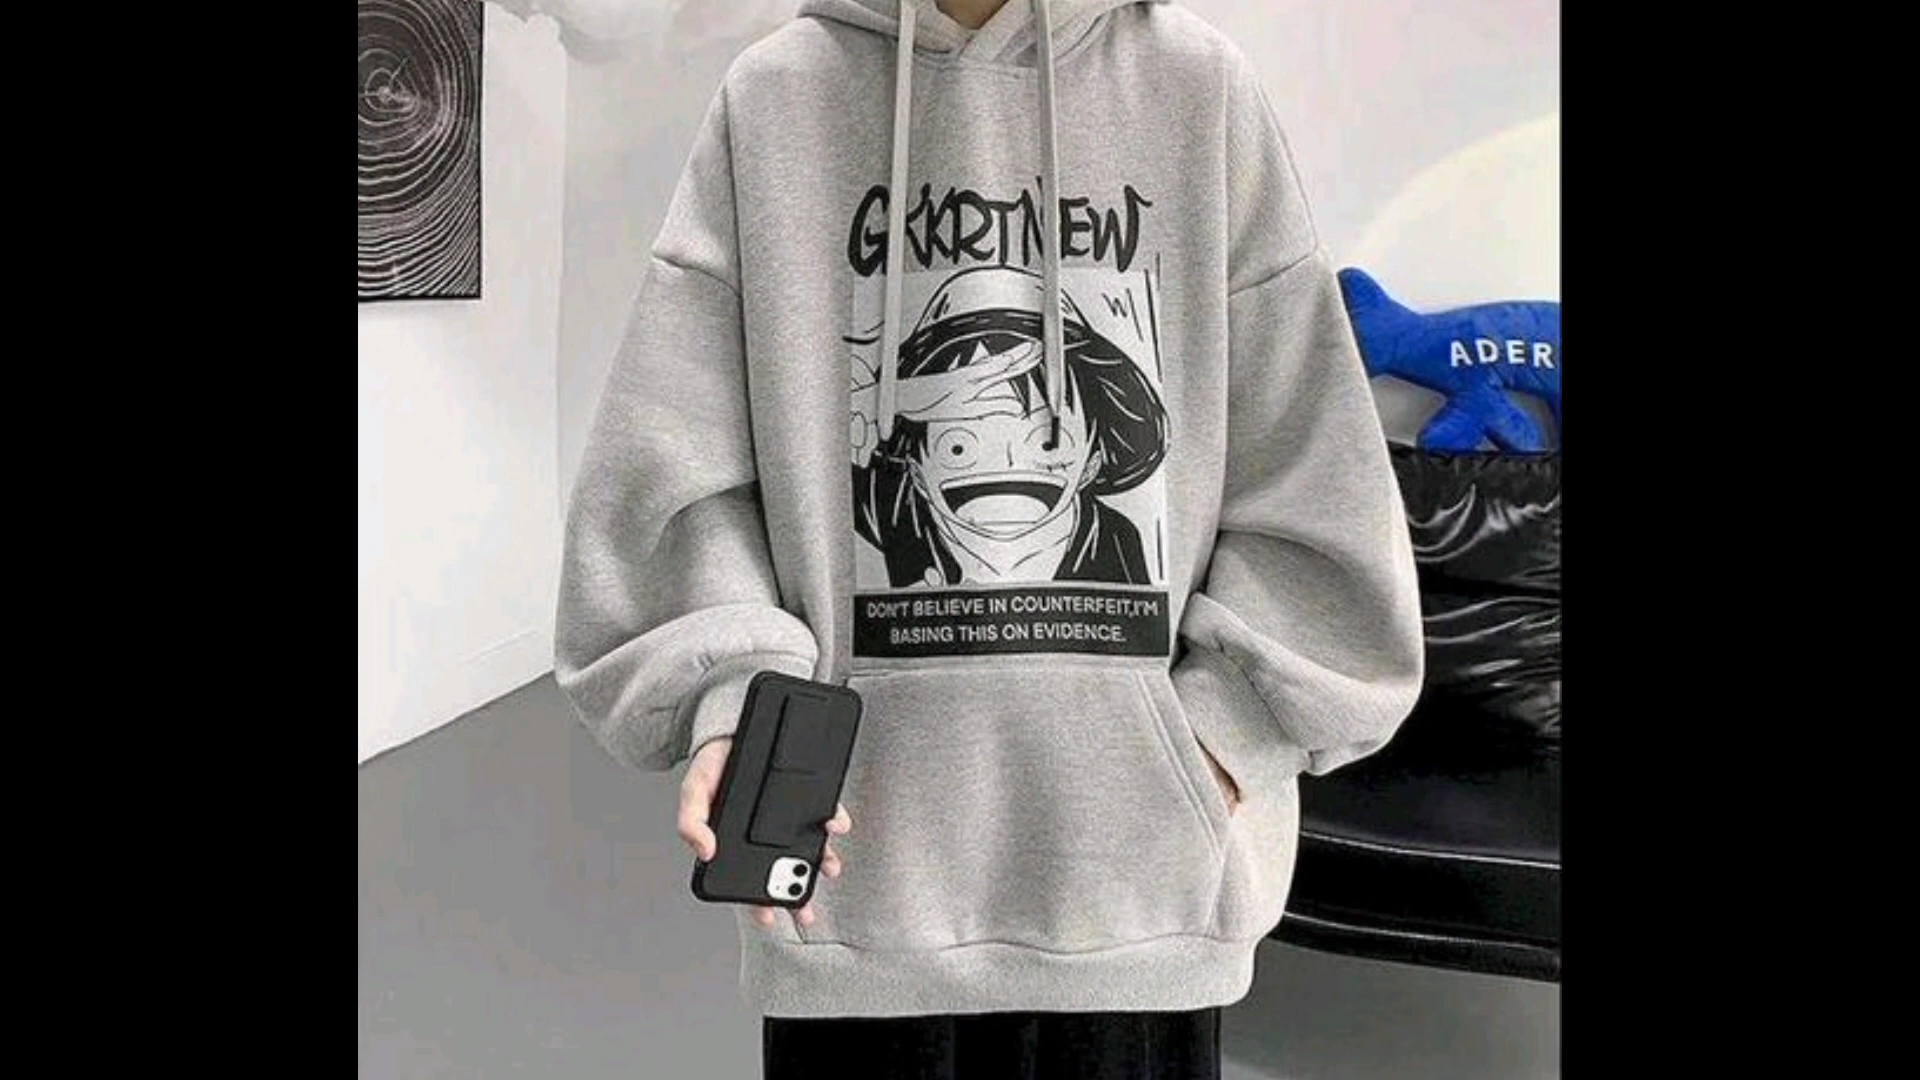 GKKRTNEW
DON'T BELIEVE IN COUNTERFEIT,I'M
BASING THIS ON EVIDENCE.
ADER